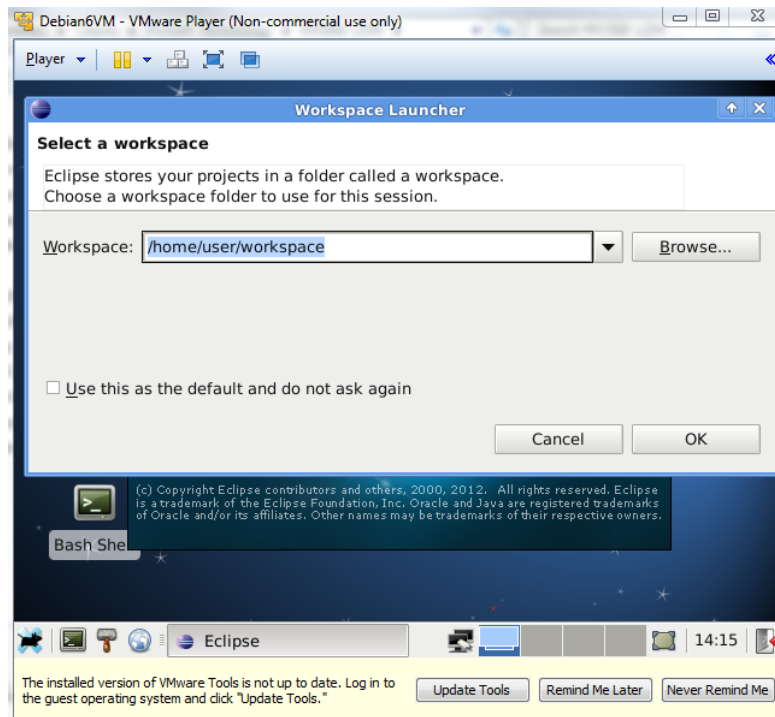 Debian6VM - VMware Player (Non-commercial use only)
Player
Workspace Launcher
Select a workspace
Eclipse stores your projects in a folder called a workspace.
Choose a workspace folder to use for this session.
Workspace: /home/user/workspace Browse...
Use this as the default and do not ask again
Cancel OK
(c) Copyright Eclipse contributors and others, 2000, 2012. All rights reserved. Eclipse
is a trademark of the Eclipse Foundation, Inc. Oracle and Java are registered trademarks
of Oracle and/or its affiliates. Other names may be trademarks of their respective owners.
Bash She
Eclipse 14:15
The installed version of VMware Tools is not up to date. Log in to
the guest operating system and click "Update Tools."
Update Tools Remind Me Later Never Remind Me